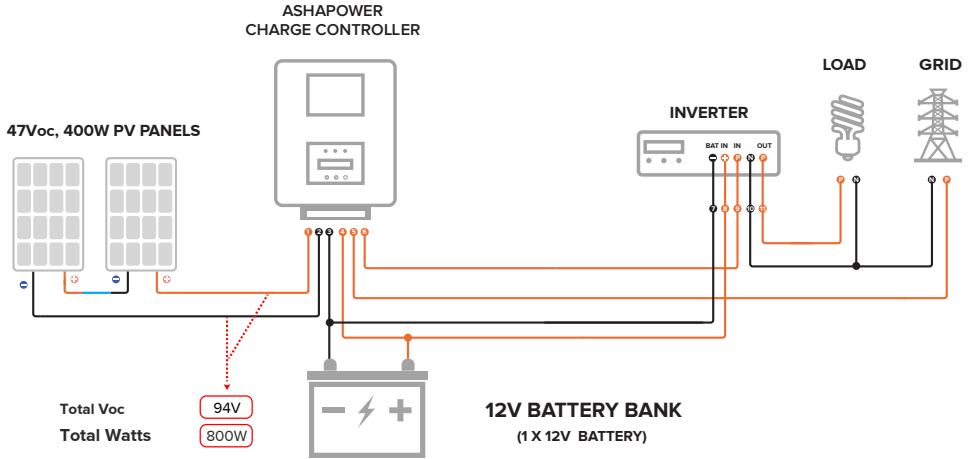 ASHAPOWER
CHARGE CONTROLLER
LOAD
GRID
INVERTER
47Voc, 400W PV PANELS
BAT IN IN OUT
- + P N P
P N N P
7 8 9 10 11
1 2 3 4 5 6
- + - +
Total Voc 94V
Total Watts 800W
12V BATTERY BANK
(1 X 12V BATTERY)